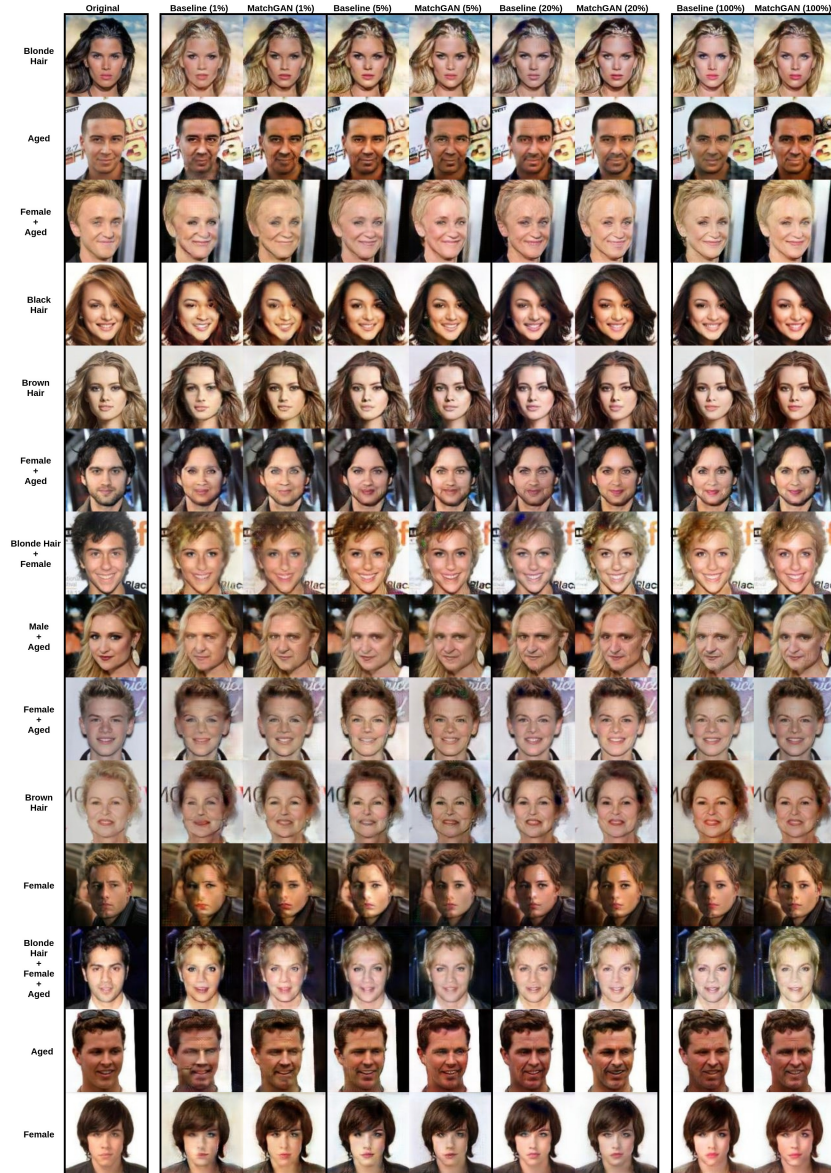 Original Baseline (1%) MatchGAN (1%) Baseline (5%) MatchGAN (5%) Baseline (20%) MatchGAN (20%) Baseline (100%) MatchGAN (100%)
Blonde
Hair
Aged
Female
+
Aged
Black
Hair
Brown
Hair
Female
+
Aged
Blonde Hair
+
Female
Male
+
Aged
Female
+
Aged
Brown
Hair
Female
Blonde
Hair
+
Female
+
Aged
Aged
Female